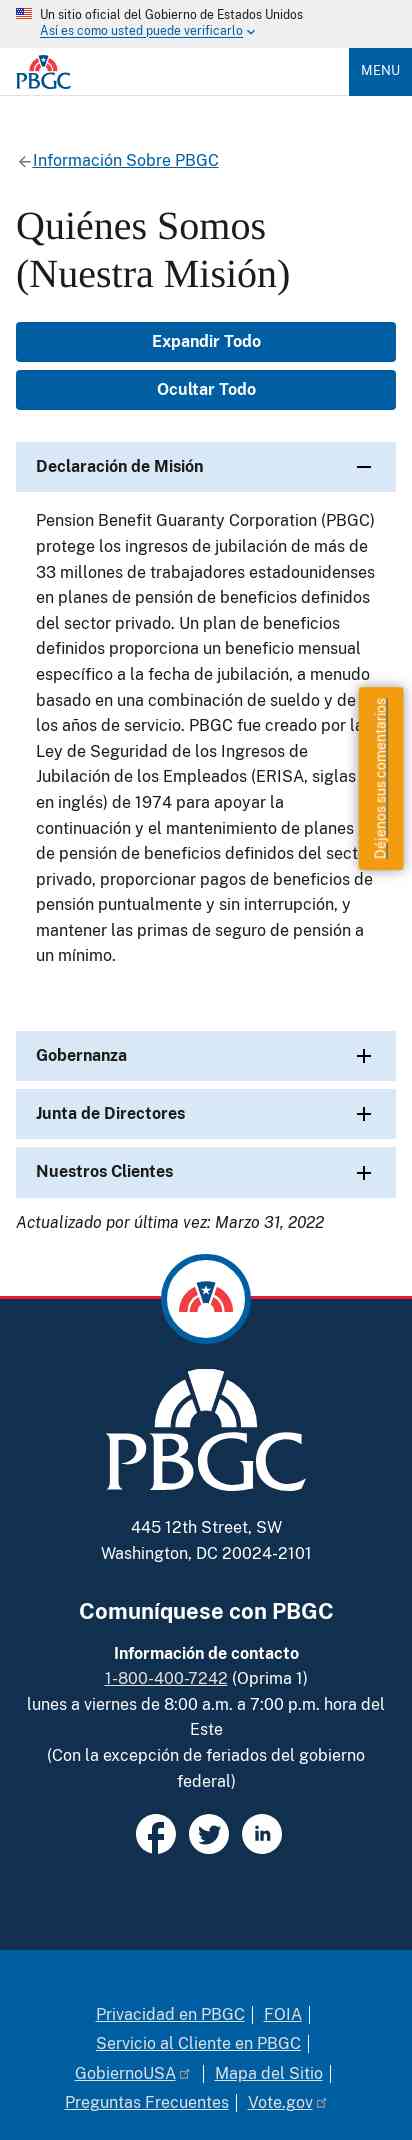 Un sitio oficial del Gobierno de Estados Unidos
Así es como usted puede verificarlo
PBGC
MENU
Información Sobre PBGC
Quiénes Somos
(Nuestra Misión)
Expandir Todo
Ocultar Todo
Declaración de Misión
Pension Benefit Guaranty Corporation (PBGC)
protege los ingresos de jubilación de más de
33 millones de trabajadores estadounidenses
en planes de pensión de beneficios definidos
del sector privado. Un plan de beneficios
definidos proporciona un beneficio mensual
específico a la fecha de jubilación, a menudo
basado en una combinación de sueldo y de
los años de servicio. PBGC fue creado por la
Ley de Seguridad de los Ingresos de
Jubilación de los Empleados (ERISA, siglas
en inglés) de 1974 para apoyar la
continuación y el mantenimiento de planes
de pensión de beneficios definidos del sect
privado, proporcionar pagos de beneficios de
pensión puntualmente y sin interrupción, y
mantener las primas de seguro de pensión a
un mínimo.
Déjenos sus comentarios
Gobernanza
Junta de Directores
Nuestros Clientes
Actualizado por última vez: Marzo 31, 2022
PBGC
445 12th Street, SW
Washington, DC 20024-2101
Comuníquese con PBGC
Información de contacto
1-800-400-7242 (Oprima 1)
lunes a viernes de 8:00 a.m. a 7:00 p.m. hora del
Este
(Con la excepción de feriados del gobierno
federal)
Privacidad en PBGC | FOIA |
Servicio al Cliente en PBGC |
GobiernoUSA | Mapa del Sitio |
Preguntas Frecuentes | Vote.gov